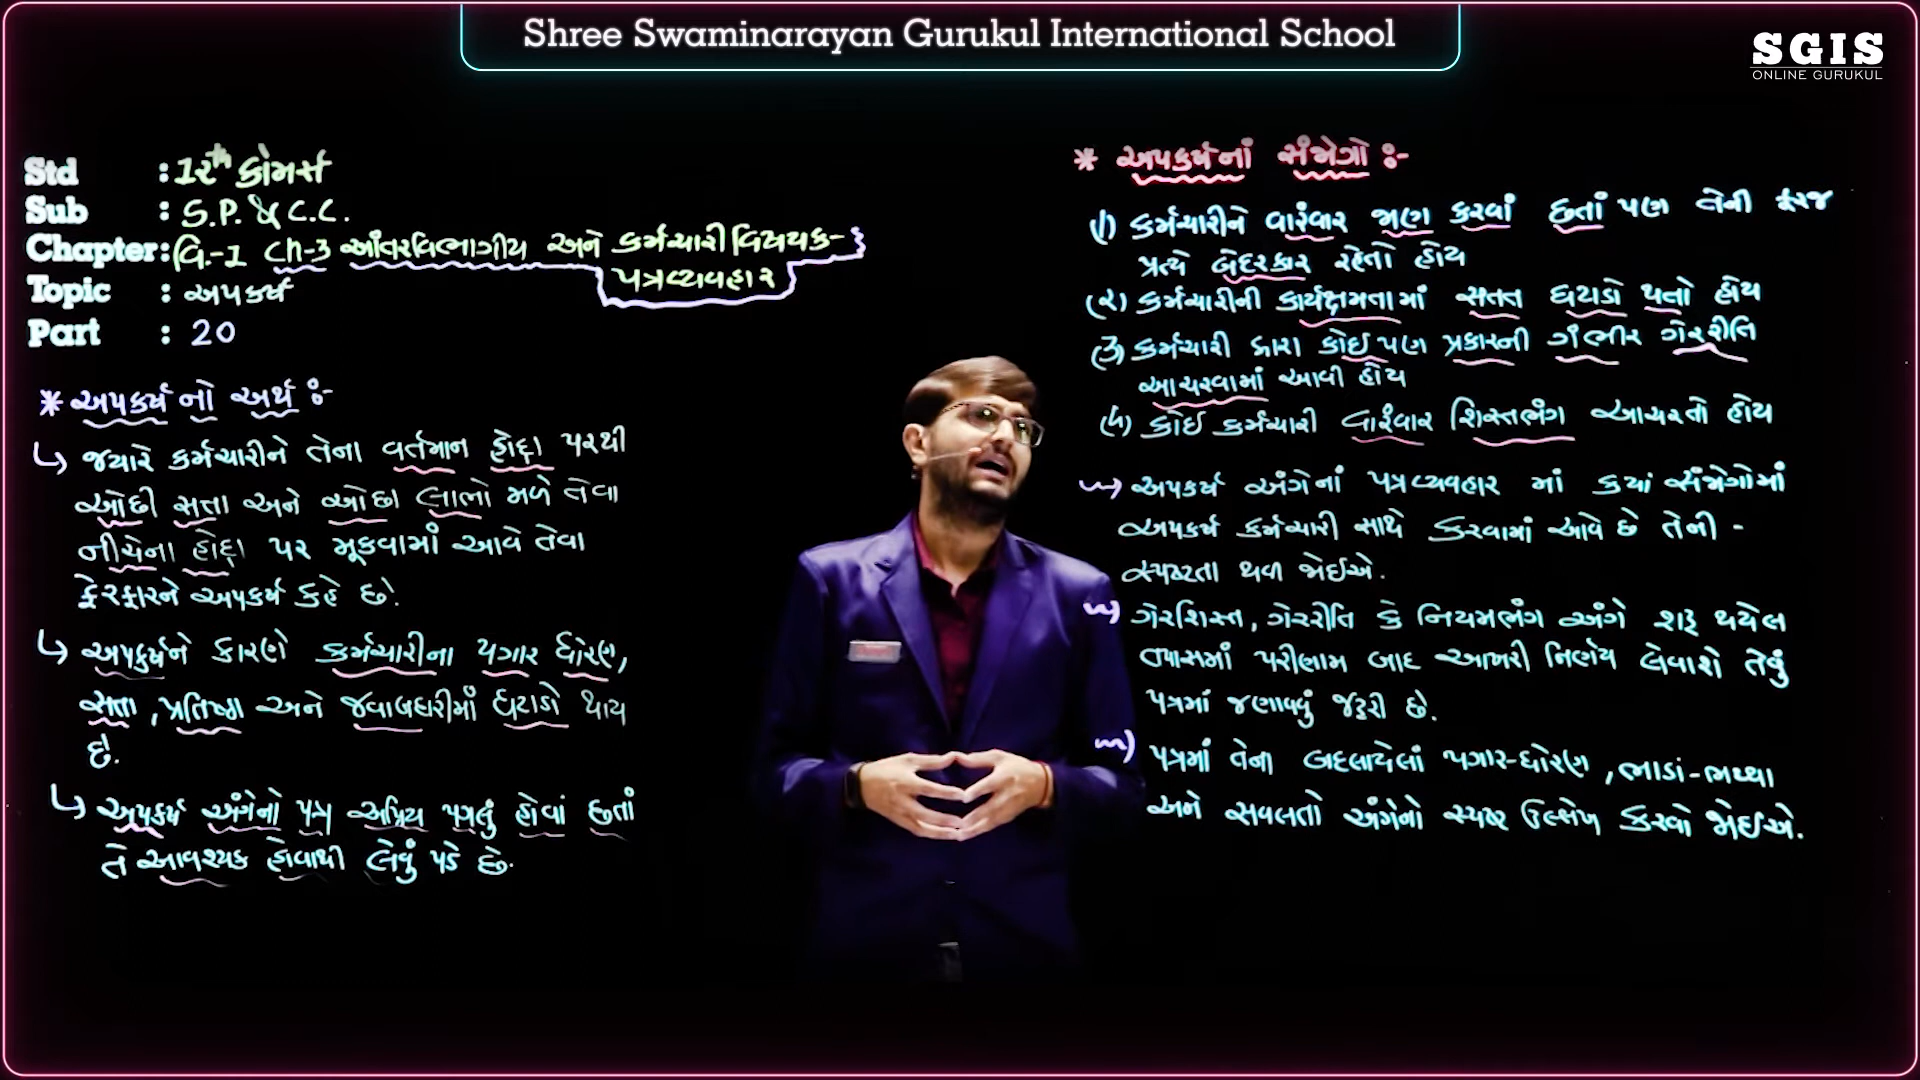 Shree Swaminarayan Gurukul International School
SGIS
ONLINE GURUKUL
Std : 12th કોમર્સ
Sub : S.P. & C.C.
Chapter: વિ.-1 Ch-3 આંતરવિભાગીય અને કર્મચારી વિષયક-
પત્રવ્યવહાર
Topic : અપકર્ષ
Part : 20
* અપકર્ષ નો અર્થ :-
↳ જ્યારે કર્મચારીને તેના વર્તમાન હોદ્દા પરથી
ઓછી સત્તા અને ઓછા લાભો મળે તેવા
નીચેના હોદ્દા પર મૂકવામાં આવે તેવા
ફેરફારને અપકર્ષ કહે છે.
↳ અપકર્ષને કારણે કર્મચારીના પગાર ધોરણ,
સત્તા, પ્રતિષ્ઠા અને જવાબદારીમાં ઘટાડો થાય
છે.
↳ અપકર્ષ અંગેનો પત્ર અપ્રિય પગલું હોવાં છતાં
તે આવશ્યક હોવાથી લેવું પડે છે.
* અપકર્ષનાં સંજોગો :-
(1) કર્મચારીને વારંવાર જાણ કરવાં છતાં પણ તેની ફરજ
પ્રત્યે બેદરકાર રહેતો હોય
(૨) કર્મચારીની કાર્યક્ષમતામાં સતત ઘટાડો થતો હોય
(૩) કર્મચારી દ્વારા કોઈ પણ પ્રકારની ગંભીર ગેરરીતિ
આચરવામાં આવી હોય
(૪) કોઈ કર્મચારી વારંવાર શિસ્તભંગ આચરતો હોય
અપકર્ષ અંગેનાં પત્રવ્યવહાર માં કયાં સંજોગોમાં
અપકર્ષ કર્મચારી સાથે કરવામાં આવે છે તેની -
સ્પષ્ટતા થવી જોઈએ.
ગેરશિસ્ત, ગેરરીતિ કે નિયમભંગ અંગે શરૂ થયેલ
તપાસમાં પરીણામ બાદ આખરી નિર્ણય લેવાશે તેવું
પત્રમાં જણાવવું જરૂરી છે.
પત્રમાં તેના બદલાયેલાં પગાર-ધોરણ, ભાડાં-ભથ્થા
અને સવલતો અંગેનો સ્પષ્ટ ઉલ્લેખ કરવો જોઈએ.